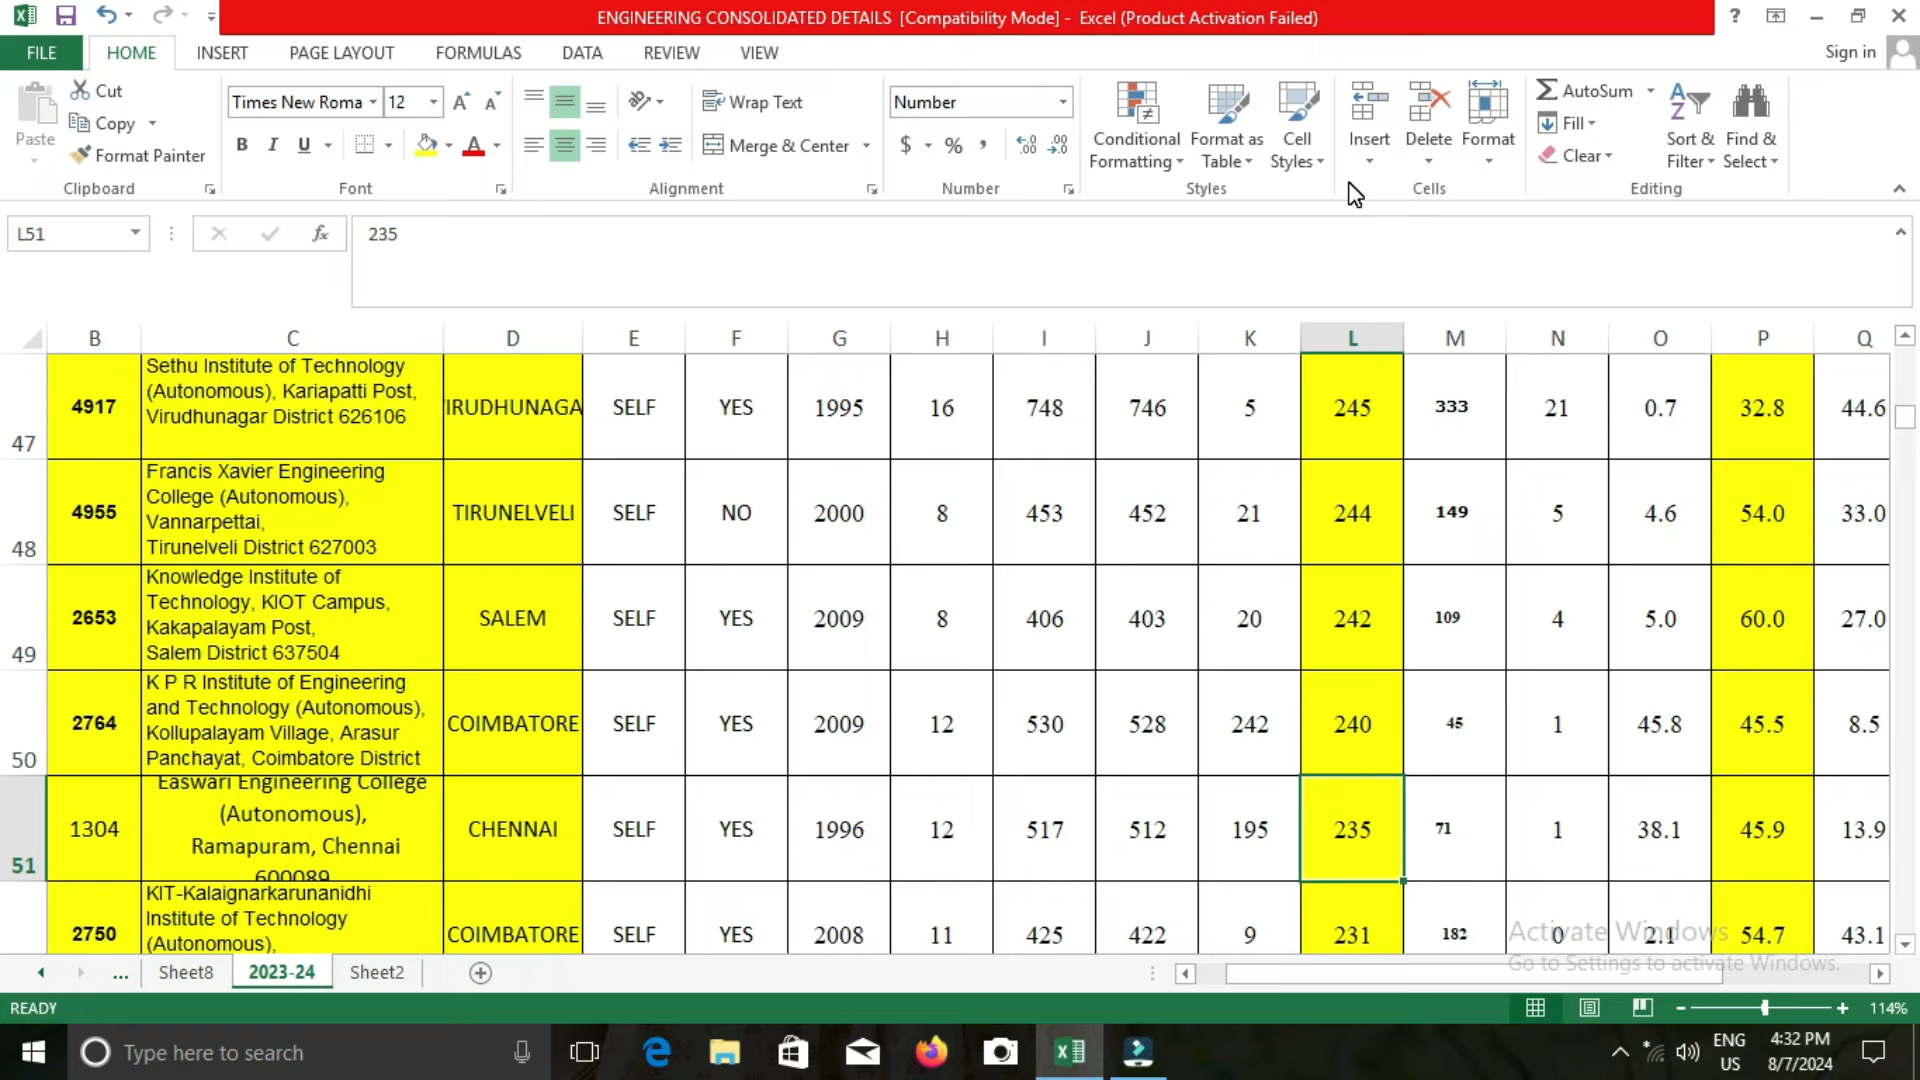 ENGINEERING CONSOLIDATED DETAILS [Compatibility Mode] - Excel (Product Activation Failed)
?
FILE HOME INSERT PAGE LAYOUT FORMULAS DATA REVIEW VIEW Sign in
Paste
Cut
Copy
Format Painter
Clipboard
Times New Roma 12
B I U
Font
Wrap Text
Merge & Center
Alignment
Number
$ % ,
Number
Conditional Formatting
Format as Table
Cell Styles
Styles
Insert Delete Format
Cells
AutoSum
Fill
Clear
Sort & Filter
Find & Select
Editing
L51 fx 235
B C D E F G H I J K L M N O P Q
47 4917 Sethu Institute of Technology
(Autonomous), Kariapatti Post,
Virudhunagar District 626106
IRUDHUNAGA SELF YES 1995 16 748 746 5 245 333 21 0.7 32.8 44.6
48 4955 Francis Xavier Engineering
College (Autonomous),
Vannarpettai,
Tirunelveli District 627003
TIRUNELVELI SELF NO 2000 8 453 452 21 244 149 5 4.6 54.0 33.0
49 2653 Knowledge Institute of
Technology, KIOT Campus,
Kakapalayam Post,
Salem District 637504
SALEM SELF YES 2009 8 406 403 20 242 109 4 5.0 60.0 27.0
50 2764 K P R Institute of Engineering
and Technology (Autonomous),
Kollupalayam Village, Arasur
Panchayat, Coimbatore District
COIMBATORE SELF YES 2009 12 530 528 242 240 45 1 45.8 45.5 8.5
51 1304 Easwari Engineering College
(Autonomous),
Ramapuram, Chennai
600089
CHENNAI SELF YES 1996 12 517 512 195 235 71 1 38.1 45.9 13.9
2750 KIT-Kalaignarkarunanidhi
Institute of Technology
(Autonomous),
COIMBATORE SELF YES 2008 11 425 422 9 231 182 0 2.1 54.7 43.1
Activate Windows
Go to Settings to activate Windows.
... Sheet8 2023-24 Sheet2
READY 114%
Type here to search
ENG
US
4:32 PM
8/7/2024